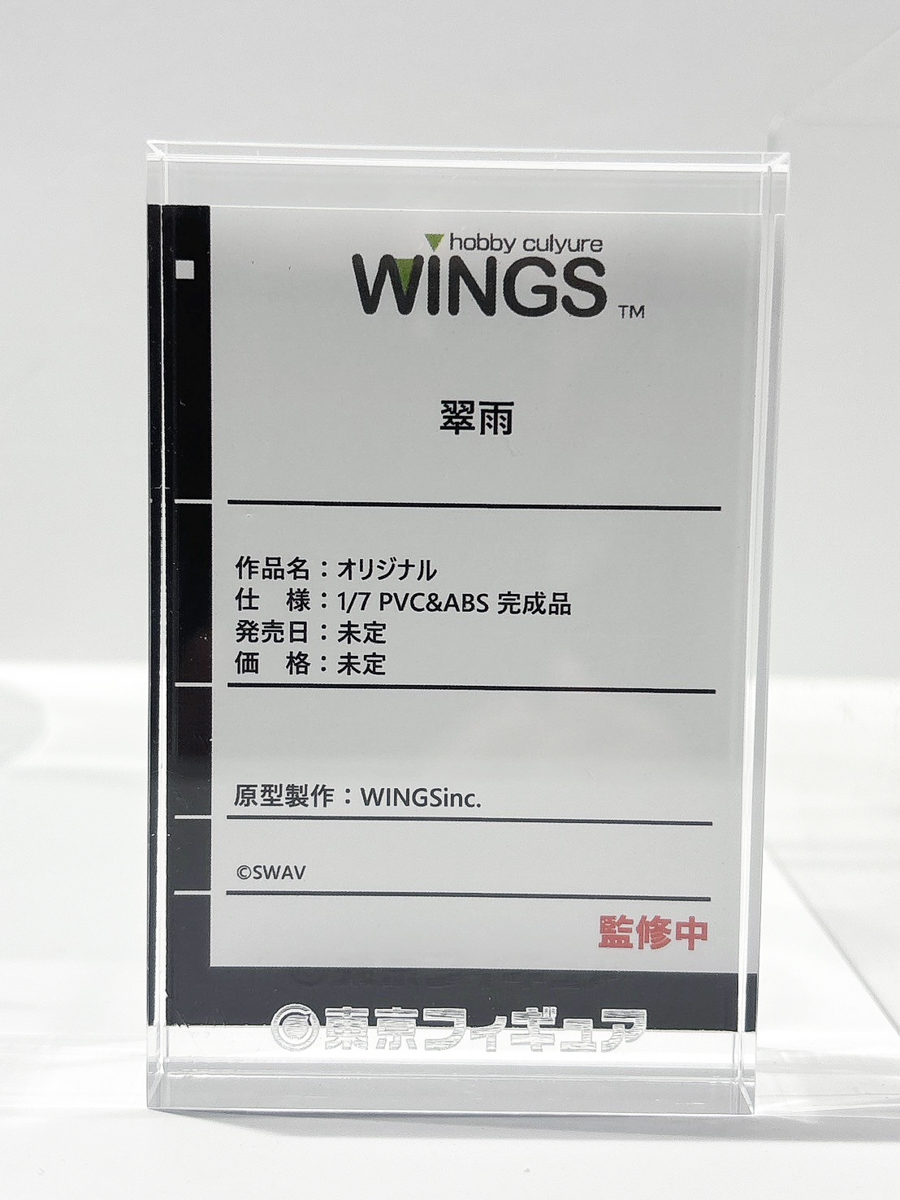 hobby culyure
WiNGS ™
翠雨
作品名：オリジナル
仕　様：1/7 PVC&ABS 完成品
発売日：未定
価　格：未定
原型製作：WINGSinc.
©SWAV
監修中
東京フィギュア